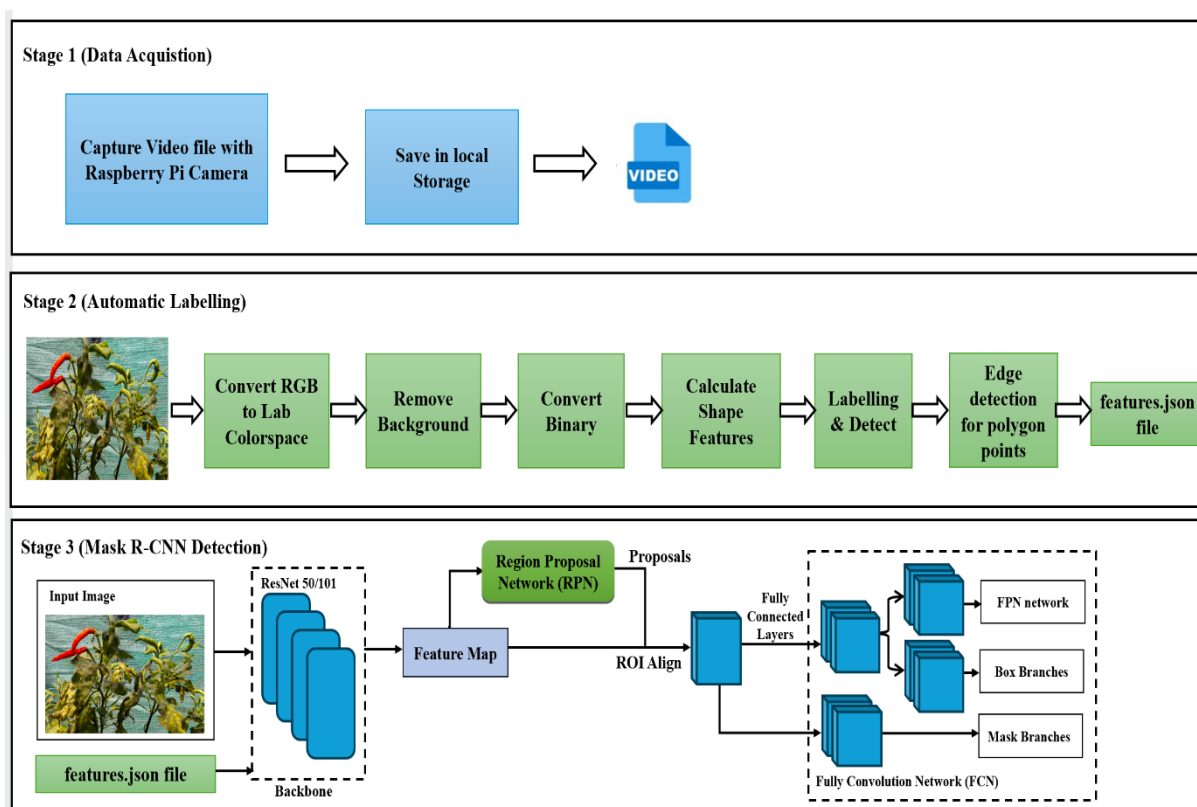 Stage 1 (Data Acquistion)
Capture Video file with
Raspberry Pi Camera
Save in local
Storage
VIDEO
Stage 2 (Automatic Labelling)
Convert RGB
to Lab
Colorspace
Remove
Background
Convert
Binary
Calculate
Shape
Features
Labelling
& Detect
Edge
detection
for polygon
points
features.json
file
Stage 3 (Mask R-CNN Detection)
Input Image
features.json file
ResNet 50/101
Backbone
Feature Map
Region Proposal
Network (RPN)
Proposals
ROI Align
Fully
Connected
Layers
FPN network
Box Branches
Mask Branches
Fully Convolution Network (FCN)